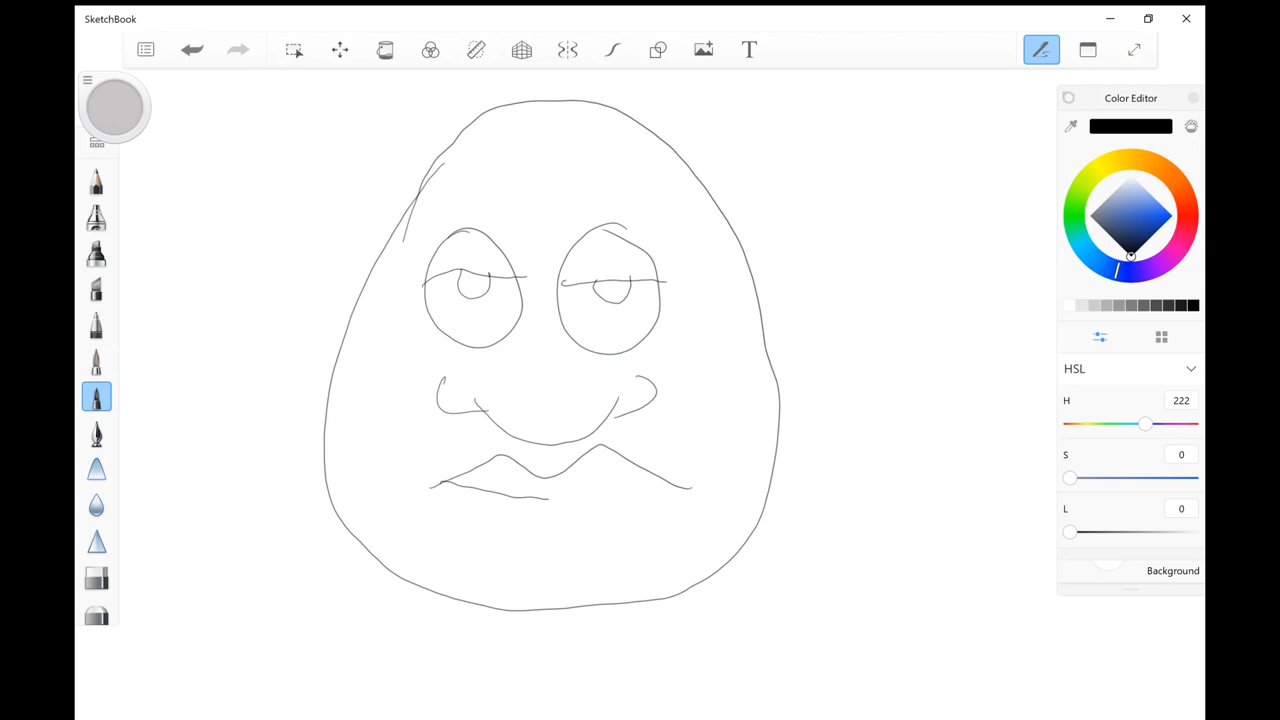 SketchBook
T
Color Editor
HSL
H 222
S 0
L 0
Background